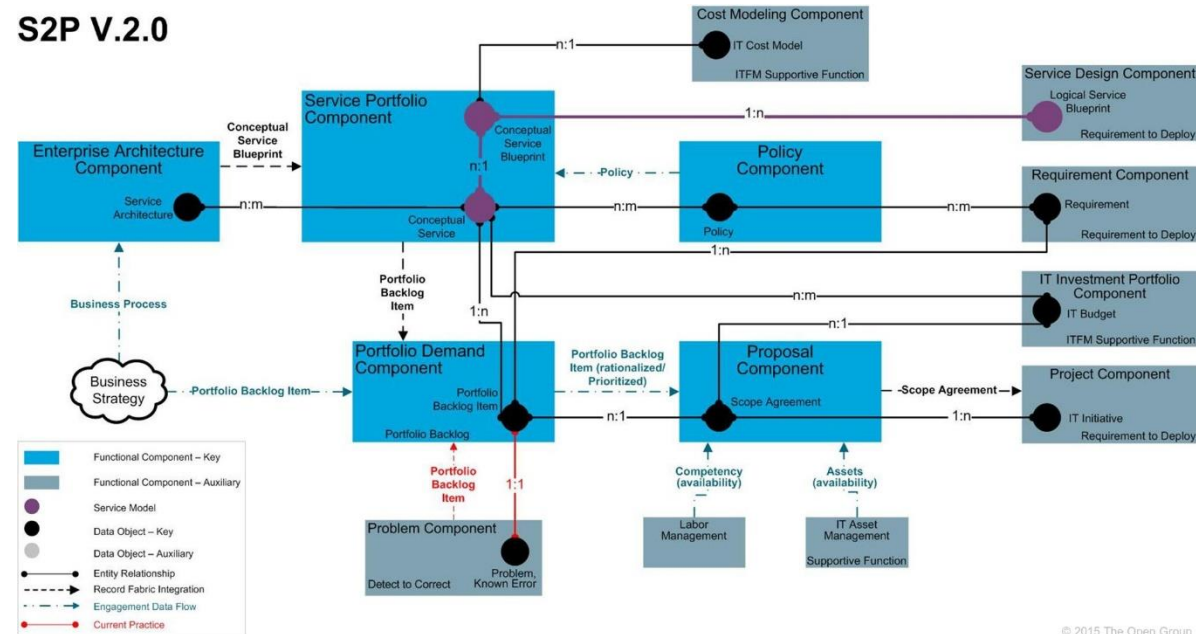 S2P V.2.0
Cost Modeling Component
IT Cost Model
ITFM Supportive Function
n:1
Service Portfolio
Component
Conceptual
Service
Blueprint
n:1
Conceptual
Service
1:n
Service Design Component
Logical Service
Blueprint
Requirement to Deploy
Conceptual
Service
Blueprint
Enterprise Architecture
Component
Service
Architecture
n:m
Policy
Policy
Component
Policy
n:m
n:m
Requirement Component
Requirement
Requirement to Deploy
1:n
Business Process
Portfolio
Backlog
Item
1:n
n:m
n:1
IT Investment Portfolio
Component
IT Budget
ITFM Supportive Function
Business
Strategy
Portfolio Backlog Item
Portfolio Demand
Component
Portfolio
Backlog Item
Portfolio Backlog
Portfolio Backlog
Item (rationalized/
Prioritized)
n:1
Proposal
Component
Scope Agreement
Scope Agreement
1:n
Project Component
IT Initiative
Requirement to Deploy
Portfolio
Backlog
Item
1:1
Problem Component
Problem,
Known Error
Detect to Correct
Competency
(availability)
Labor
Management
Assets
(availability)
IT Asset
Management
Supportive Function
Functional Component – Key
Functional Component – Auxiliary
Service Model
Data Object – Key
Data Object – Auxiliary
Entity Relationship
Record Fabric Integration
Engagement Data Flow
Current Practice
© 2015 The Open Group